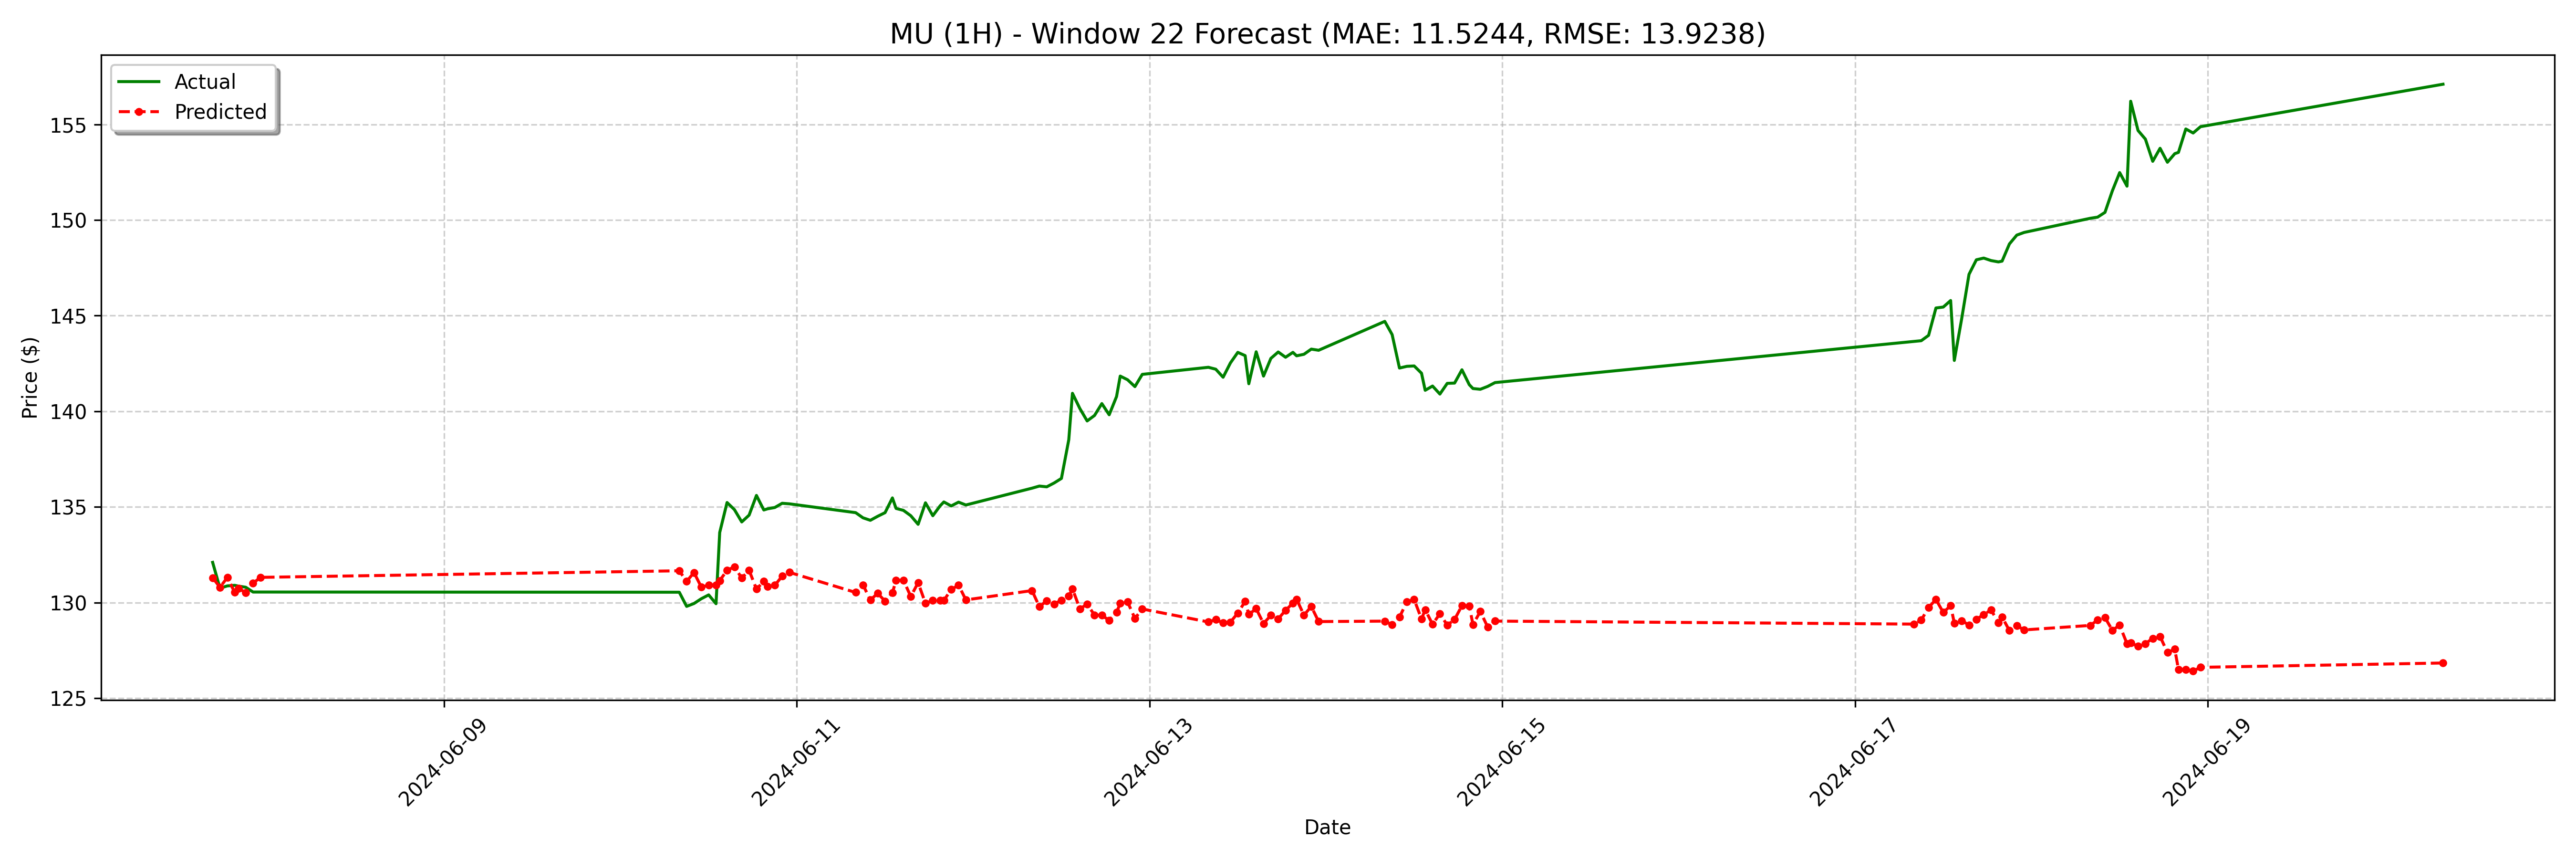 MU (1H) - Window 22 Forecast (MAE: 11.5244, RMSE: 13.9238)
Actual
Predicted
Price ($)
155
150
145
140
135
130
125
2024-06-09
2024-06-11
2024-06-13
2024-06-15
2024-06-17
2024-06-19
Date